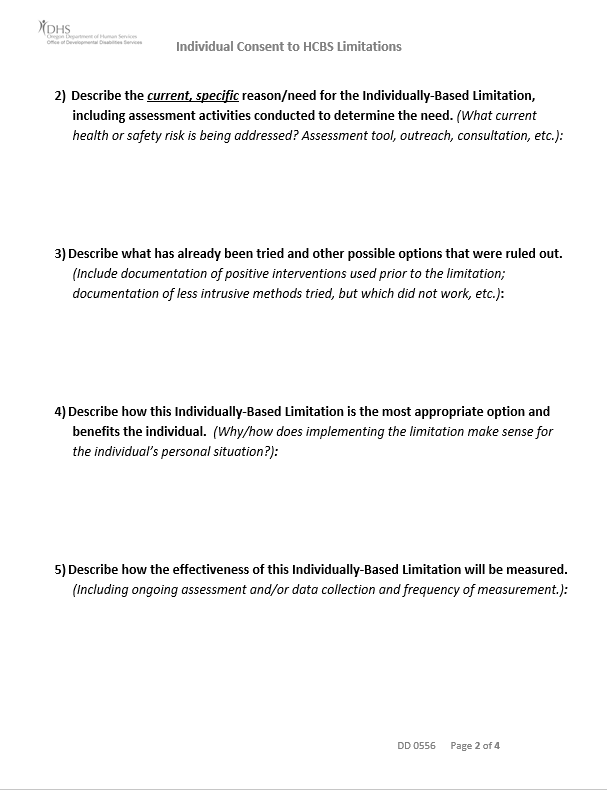 DHS
Oregon Department of Human Services
Office of Developmental Disabilities Services
Individual Consent to HCBS Limitations
2) Describe the current, specific reason/need for the Individually-Based Limitation,
including assessment activities conducted to determine the need. (What current
health or safety risk is being addressed? Assessment tool, outreach, consultation, etc.):
3) Describe what has already been tried and other possible options that were ruled out.
(Include documentation of positive interventions used prior to the limitation;
documentation of less intrusive methods tried, but which did not work, etc.):
4) Describe how this Individually-Based Limitation is the most appropriate option and
benefits the individual. (Why/how does implementing the limitation make sense for
the individual's personal situation?):
5) Describe how the effectiveness of this Individually-Based Limitation will be measured.
(Including ongoing assessment and/or data collection and frequency of measurement.):
DD 0556 Page 2 of 4